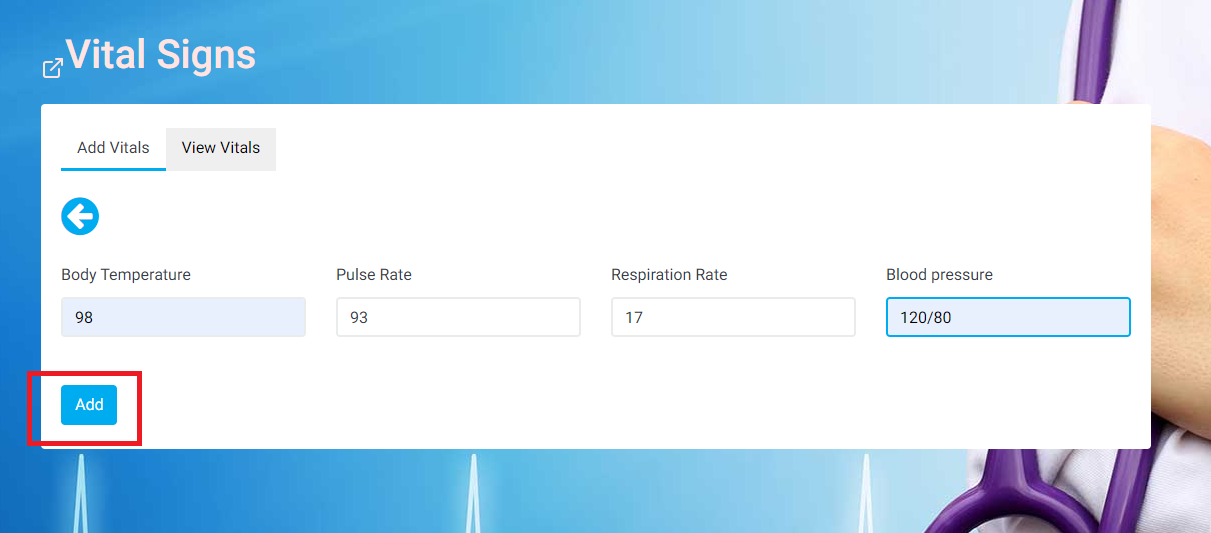 Vital Signs
Add Vitals View Vitals
Body Temperature Pulse Rate Respiration Rate Blood pressure
98 93 17 120/80
Add